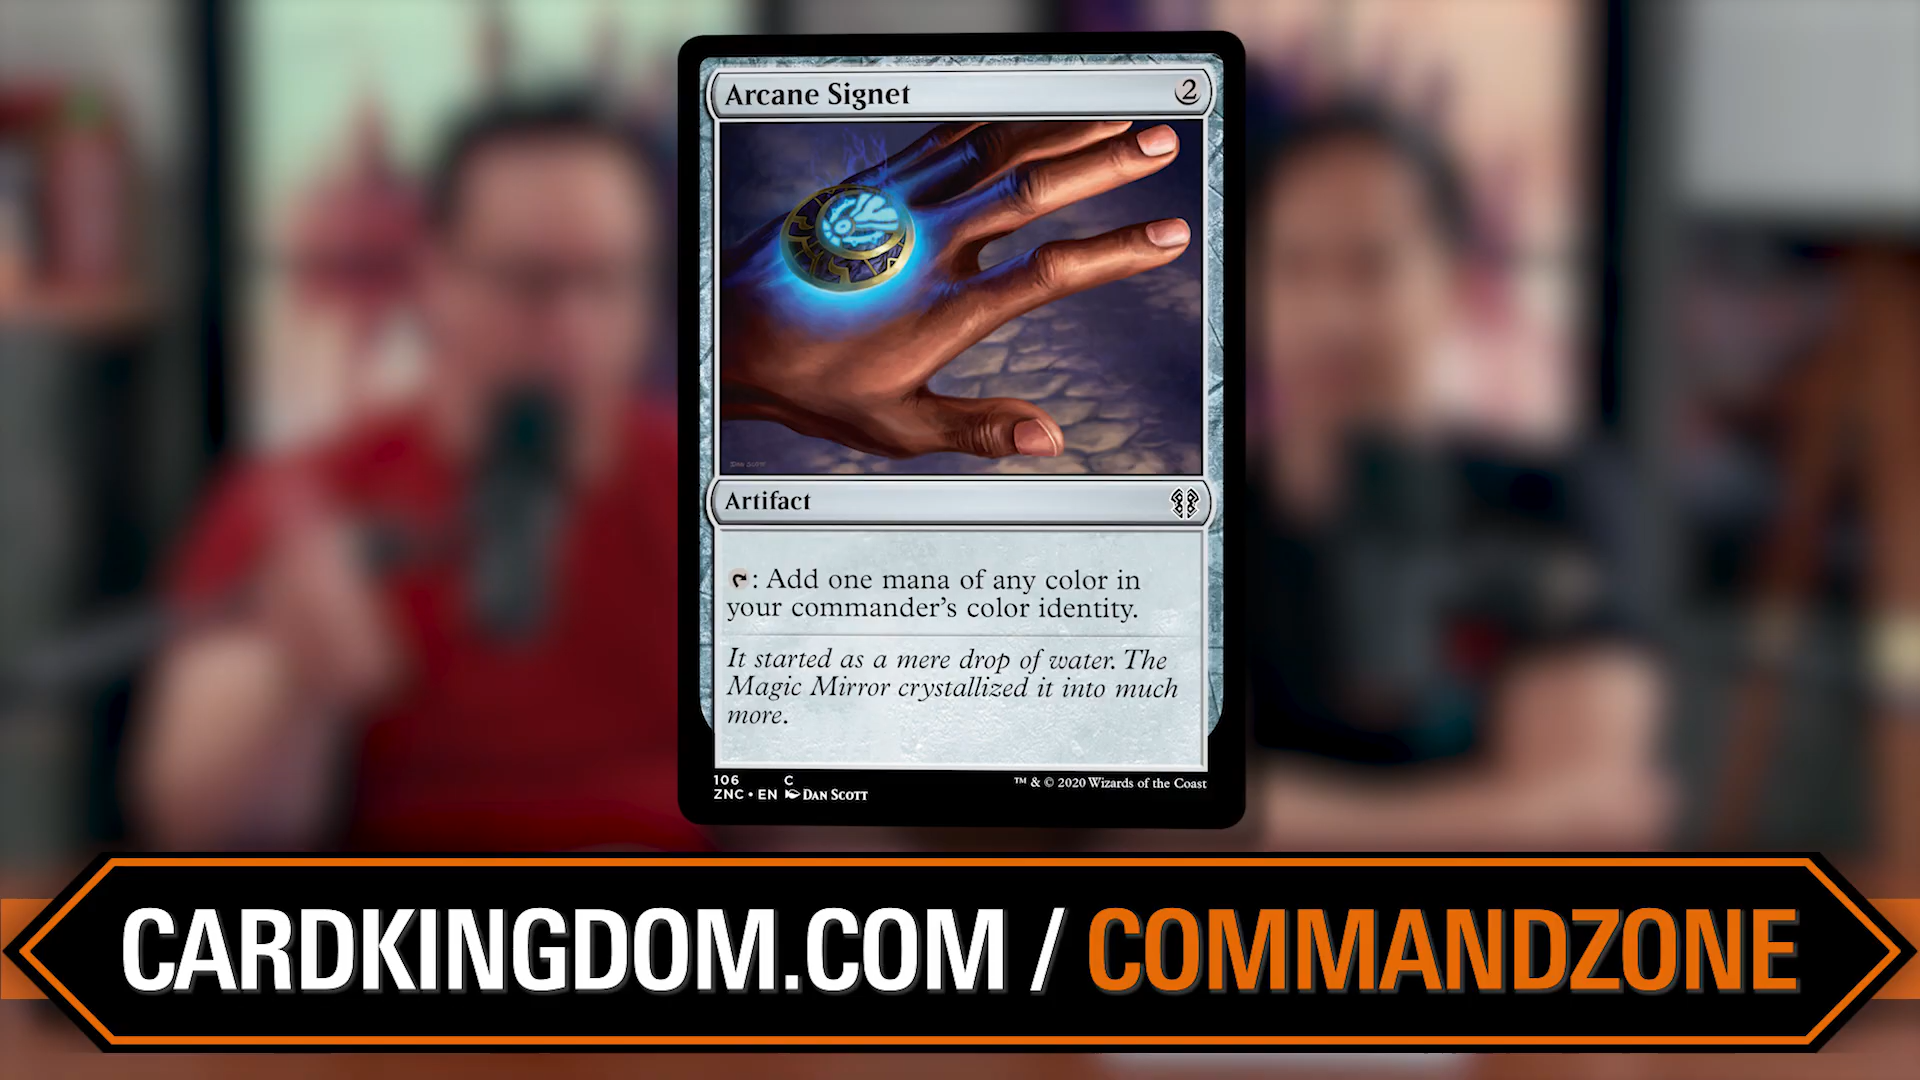 Arcane Signet 2
Artifact
: Add one mana of any color in
your commander's color identity.
It started as a mere drop of water. The
Magic Mirror crystallized it into much
more.
106 C
ZNC • EN DAN SCOTT
™ & © 2020 Wizards of the Coast
CARDKINGDOM.COM / COMMANDZONE